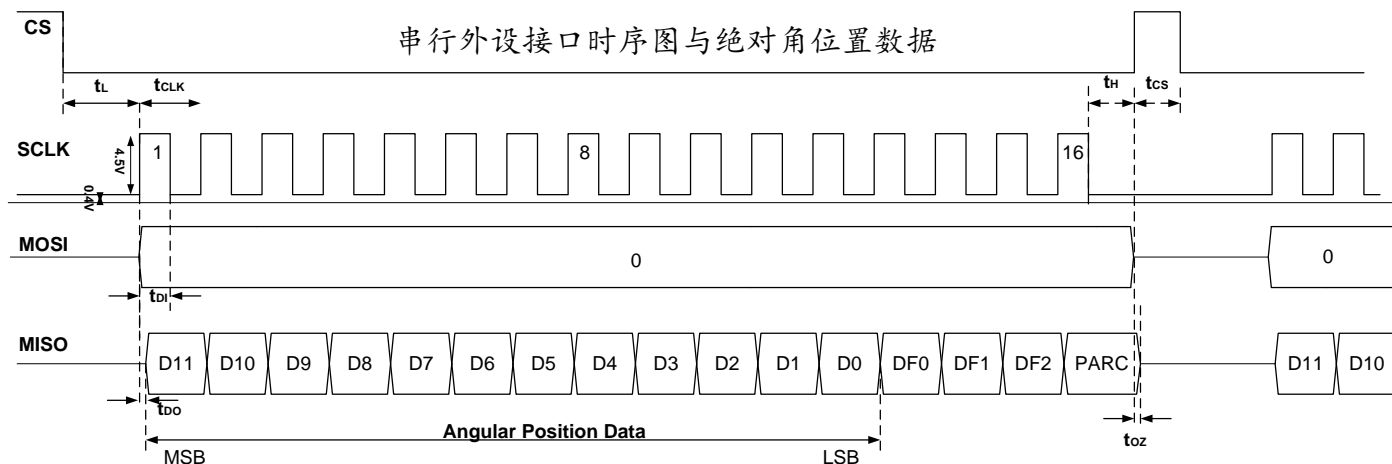 CS
串行外设接口时序图与绝对角位置数据
tL
tCLK
tH
tCS
SCLK
4.5V
0.4V
1
8
16
MOSI
0
0
tDI
MISO
D11 D10 D9 D8 D7 D6 D5 D4 D3 D2 D1 D0 DF0 DF1 DF2 PARC
D11 D10
tDO
Angular Position Data
tOZ
MSB
LSB